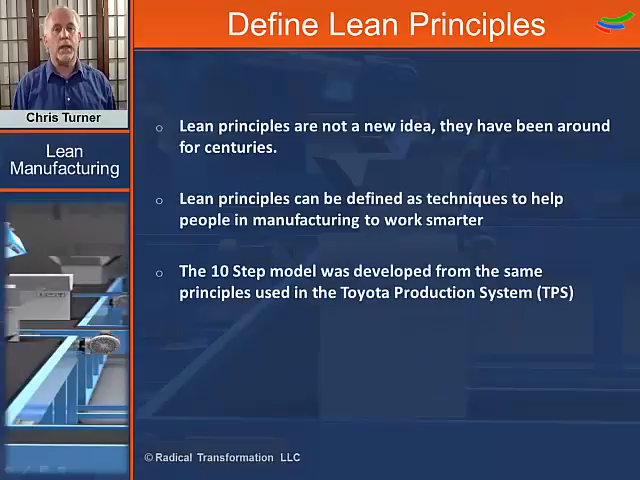 Define Lean Principles
Chris Turner
Lean
Manufacturing
Lean principles are not a new idea, they have been around
for centuries.
Lean principles can be defined as techniques to help
people in manufacturing to work smarter
The 10 Step model was developed from the same
principles used in the Toyota Production System (TPS)
© Radical Transformation LLC